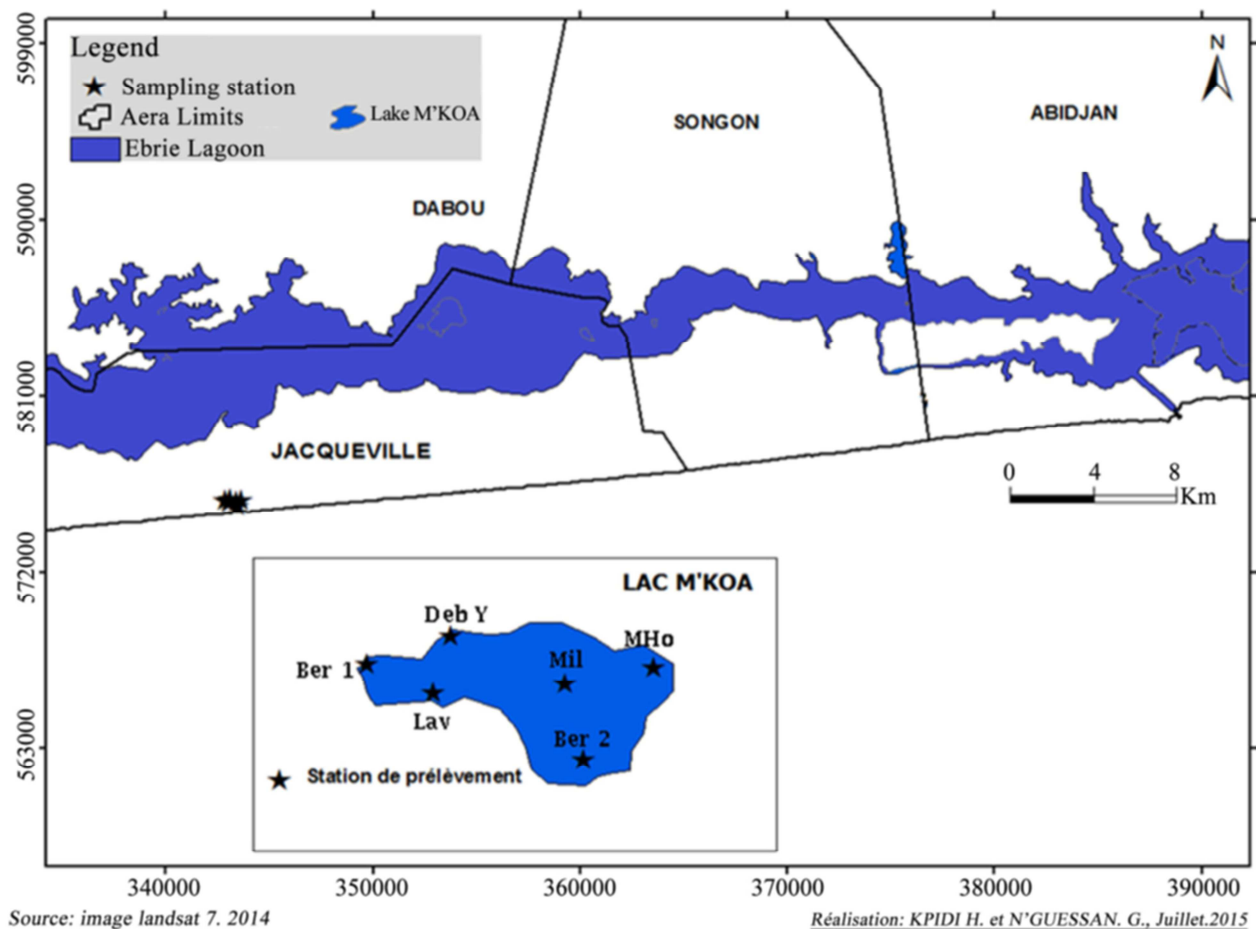 Legend
Sampling station
Aera Limits
Lake M'KOA
Ebrie Lagoon
N
SONGON
ABIDJAN
DABOU
JACQUEVILLE
0 4 8
Km
LAC M'KOA
Deb Y
MHo
Ber 1
Mil
Lav
Ber 2
Station de prélèvement
599000
590000
581000
572000
563000
340000 350000 360000 370000 380000 390000
Source: image landsat 7. 2014
Réalisation: KPIDI H. et N'GUESSAN. G., Juillet.2015